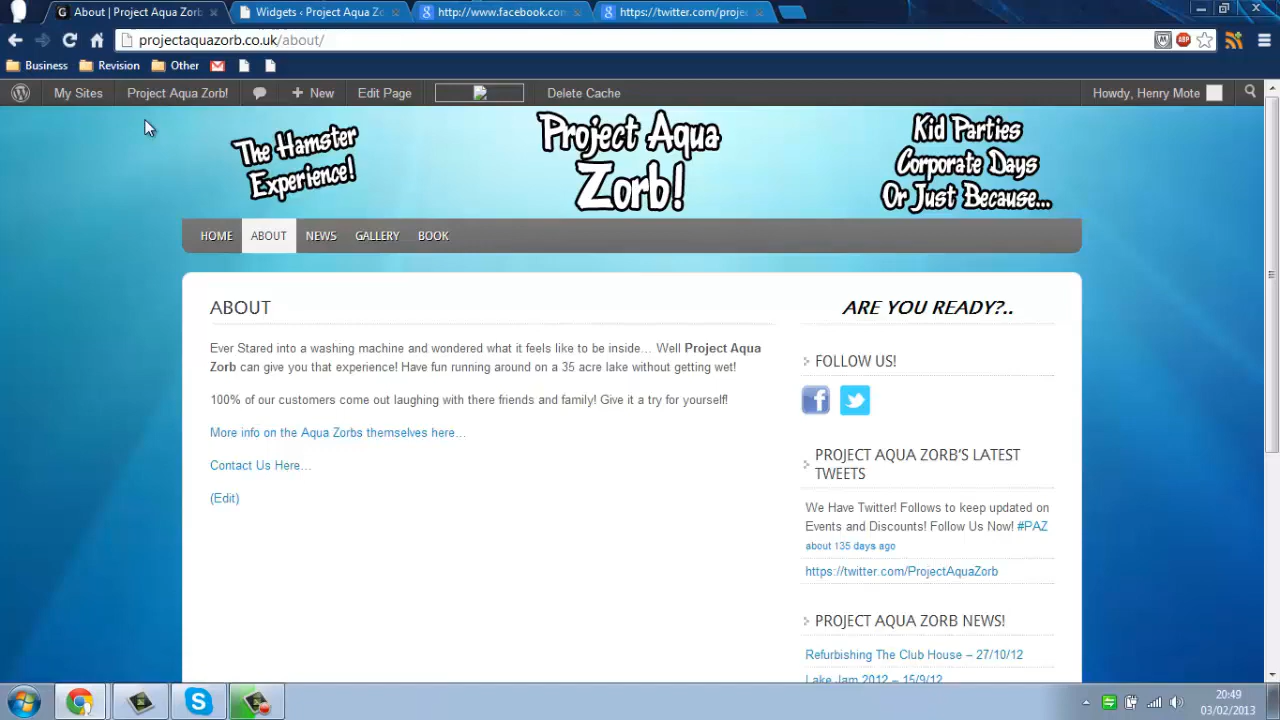 About | Project Aqua Zorb!
Widgets ‹ Project Aqua Zo
http://www.facebook.com
https://twitter.com/projec
projectaquazorb.co.uk/about/
Business
Revision
Other
My Sites
Project Aqua Zorb!
New
Edit Page
Delete Cache
Howdy, Henry Mote
The Hamster
Experience!
Project Aqua
Zorb!
Kid Parties
Corporate Days
Or Just Because...
HOME
ABOUT
NEWS
GALLERY
BOOK
ABOUT
Ever Stared into a washing machine and wondered what it feels like to be inside… Well Project Aqua
Zorb can give you that experience! Have fun running around on a 35 acre lake without getting wet!
100% of our customers come out laughing with there friends and family! Give it a try for yourself!
More info on the Aqua Zorbs themselves here…
Contact Us Here…
(Edit)
ARE YOU READY?..
FOLLOW US!
PROJECT AQUA ZORB'S LATEST
TWEETS
We Have Twitter! Follows to keep updated on
Events and Discounts! Follow Us Now! #PAZ
about 135 days ago
https://twitter.com/ProjectAquaZorb
PROJECT AQUA ZORB NEWS!
Refurbishing The Club House – 27/10/12
Lake Jam 2012 – 15/9/12
20:49
03/02/2013